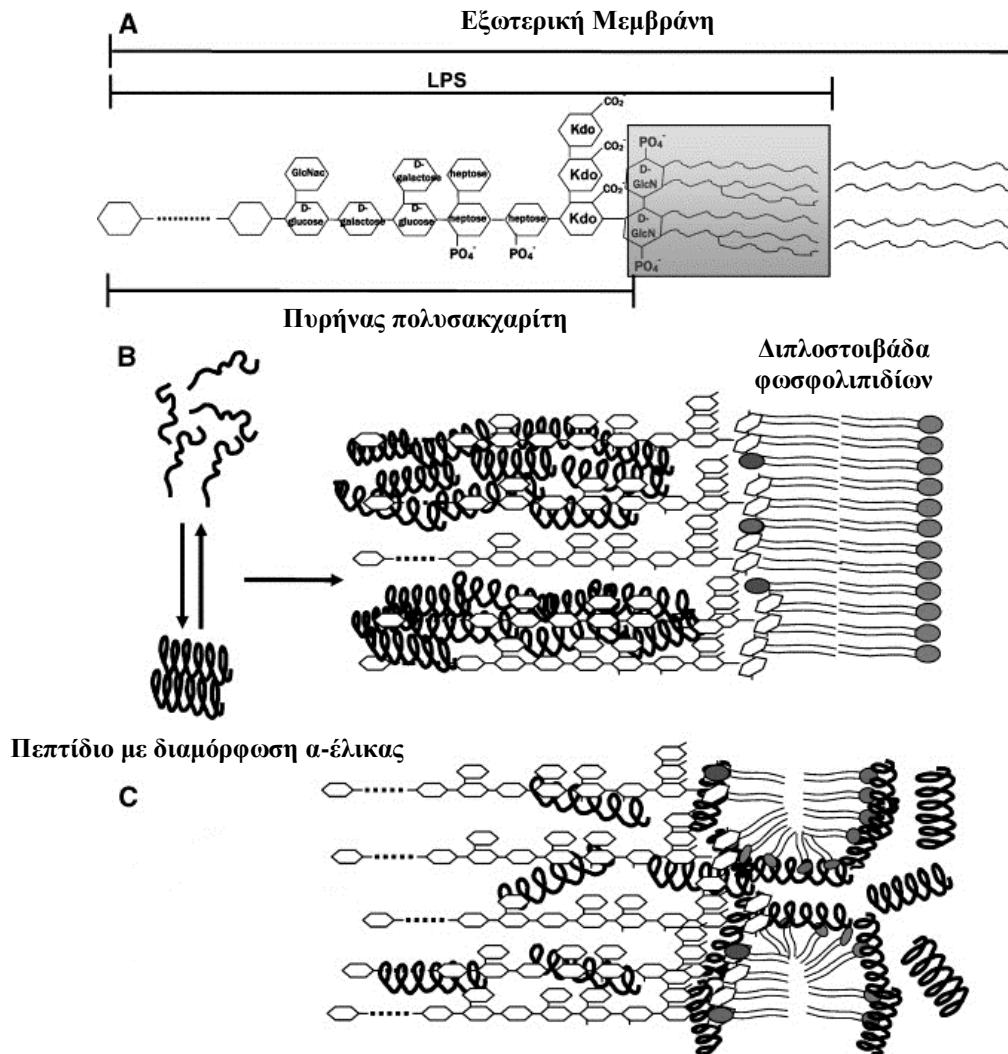 A
Εξωτερική Μεμβράνη
LPS
CO2-
Kdo
CO2-
Kdo
CO2-
Kdo
PO4-
D-
GlcN
D-
GlcN
PO4-
GlcNac
D-
galactose
heptose
D-
glucose
D-
galactose
D-
glucose
heptose
heptose
PO4-
PO4-
Πυρήνας πολυσακχαρίτη
B
Διπλοστοιβάδα
φωσφολιπιδίων
Πεπτίδιο με διαμόρφωση α-έλικας
C